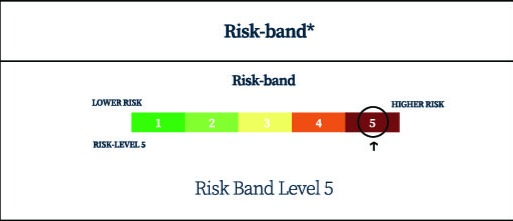 Risk-band*
Risk-band
LOWER RISK
HIGHER RISK
1 2 3 4 5
RISK-LEVEL 5
↑
Risk Band Level 5